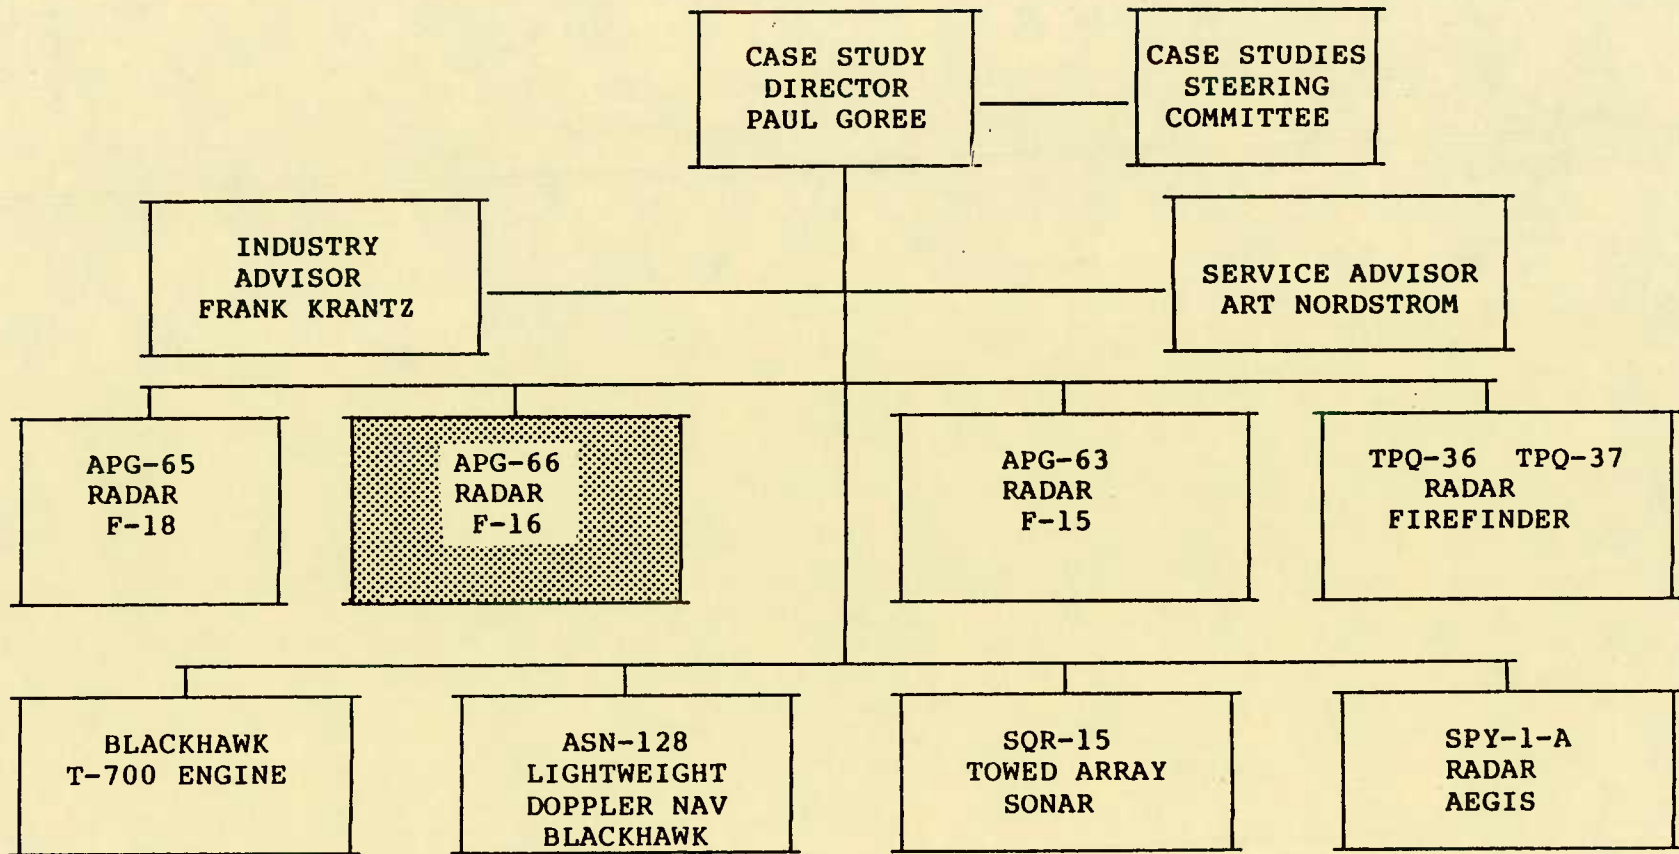 CASE STUDY
DIRECTOR
PAUL GOREE
CASE STUDIES
STEERING
COMMITTEE
INDUSTRY
ADVISOR
FRANK KRANTZ
SERVICE ADVISOR
ART NORDSTROM
APG-65
RADAR
F-18
APG-66
RADAR
F-16
APG-63
RADAR
F-15
TPQ-36 TPQ-37
RADAR
FIREFINDER
BLACKHAWK
T-700 ENGINE
ASN-128
LIGHTWEIGHT
DOPPLER NAV
BLACKHAWK
SQR-15
TOWED ARRAY
SONAR
SPY-1-A
RADAR
AEGIS